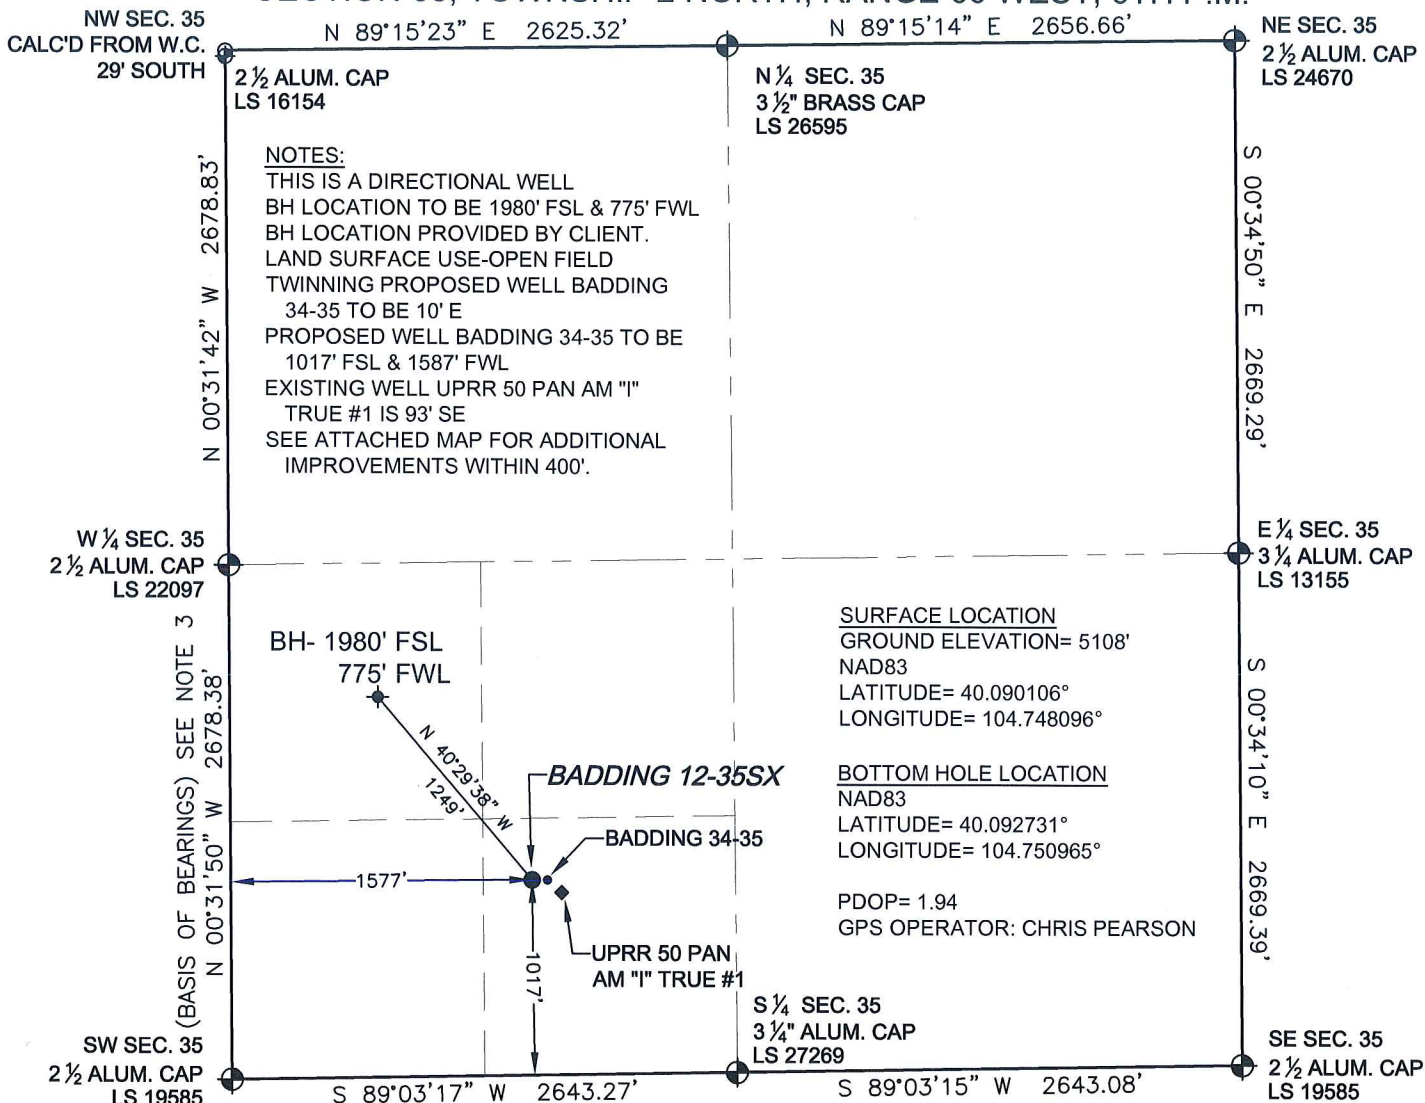 NW SEC. 35
CALC'D FROM W.C.
29' SOUTH
N 89°15'23" E 2625.32'
N 89°15'14" E 2656.66'
NE SEC. 35
2 ½ ALUM. CAP
LS 24670
2 ½ ALUM. CAP
LS 16154
N ¼ SEC. 35
3 ½" BRASS CAP
LS 26595
N 00°31'42" W 2678.83'
NOTES:
THIS IS A DIRECTIONAL WELL
BH LOCATION TO BE 1980' FSL & 775' FWL
BH LOCATION PROVIDED BY CLIENT.
LAND SURFACE USE-OPEN FIELD
TWINNING PROPOSED WELL BADDING
34-35 TO BE 10' E
PROPOSED WELL BADDING 34-35 TO BE
1017' FSL & 1587' FWL
EXISTING WELL UPRR 50 PAN AM "I"
TRUE #1 IS 93' SE
SEE ATTACHED MAP FOR ADDITIONAL
IMPROVEMENTS WITHIN 400'.
S 00°34'50" E 2669.29'
W ¼ SEC. 35
2 ½ ALUM. CAP
LS 22097
E ¼ SEC. 35
3 ¼ ALUM. CAP
LS 13155
(BASIS OF BEARINGS) SEE NOTE 3
N 00°31'50" W 2678.38'
BH- 1980' FSL
775' FWL
N 40°29'38" W
1249'
BADDING 12-35SX
BADDING 34-35
1577'
1017'
UPRR 50 PAN
AM "I" TRUE #1
SURFACE LOCATION
GROUND ELEVATION= 5108'
NAD83
LATITUDE= 40.090106°
LONGITUDE= 104.748096°
BOTTOM HOLE LOCATION
NAD83
LATITUDE= 40.092731°
LONGITUDE= 104.750965°
PDOP= 1.94
GPS OPERATOR: CHRIS PEARSON
S 00°34'10" E 2669.39'
SW SEC. 35
2 ½ ALUM. CAP
LS 19585
S 89°03'17" W 2643.27'
S ¼ SEC. 35
3 ¼" ALUM. CAP
LS 27269
S 89°03'15" W 2643.08'
SE SEC. 35
2 ½ ALUM. CAP
LS 19585